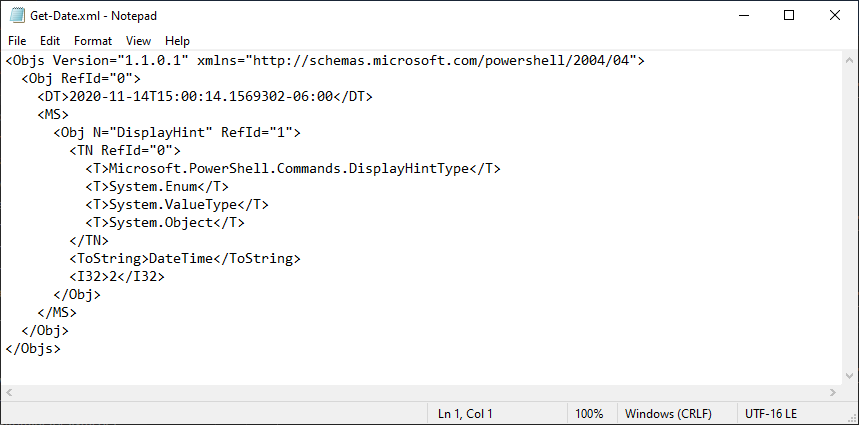 Get-Date.xml - Notepad
File Edit Format View Help
<Objs Version="1.1.0.1" xmlns="http://schemas.microsoft.com/powershell/2004/04">
  <Obj RefId="0">
    <DT>2020-11-14T15:00:14.1569302-06:00</DT>
    <MS>
      <Obj N="DisplayHint" RefId="1">
        <TN RefId="0">
          <T>Microsoft.PowerShell.Commands.DisplayHintType</T>
          <T>System.Enum</T>
          <T>System.ValueType</T>
          <T>System.Object</T>
        </TN>
        <ToString>DateTime</ToString>
        <I32>2</I32>
      </Obj>
    </MS>
  </Obj>
</Objs>
Ln 1, Col 1 100% Windows (CRLF) UTF-16 LE